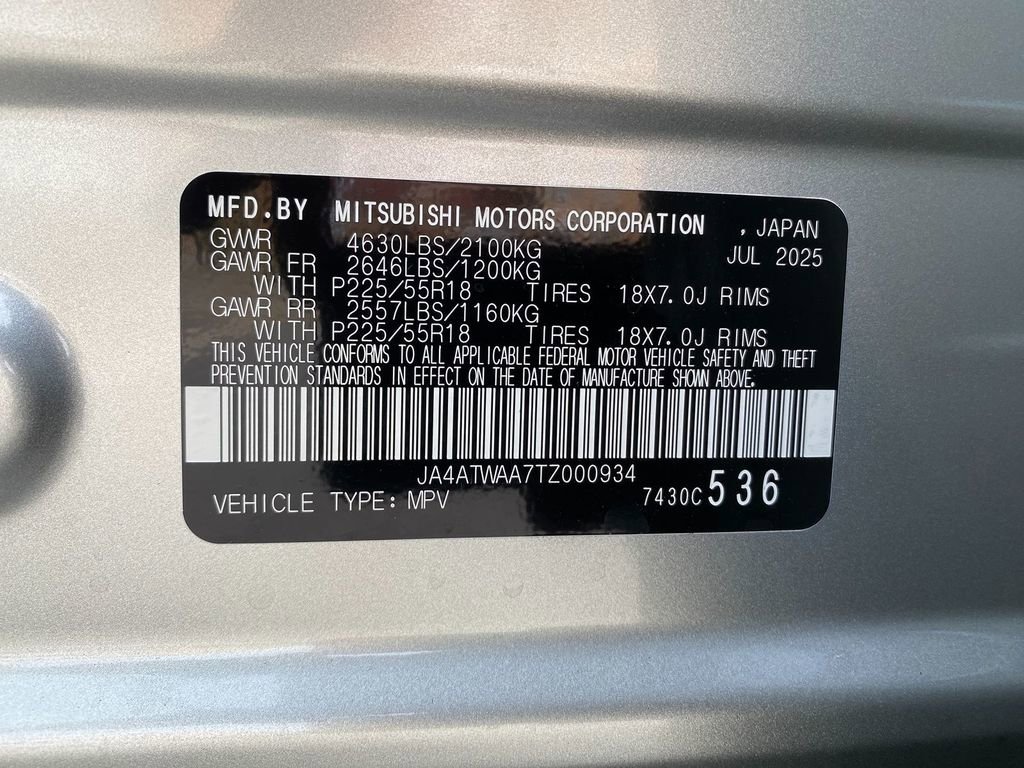 MFD.BY MITSUBISHI MOTORS CORPORATION , JAPAN
GVWR 4630LBS/2100KG JUL 2025
GAWR FR 2646LBS/1200KG
WITH P225/55R18 TIRES 18X7.0J RIMS
GAWR RR 2557LBS/1160KG
WITH P225/55R18 TIRES 18X7.0J RIMS
THIS VEHICLE CONFORMS TO ALL APPLICABLE FEDERAL MOTOR VEHICLE SAFETY AND THEFT
PREVENTION STANDARDS IN EFFECT ON THE DATE OF MANUFACTURE SHOWN ABOVE.
JA4ATWAA7TZ000934
VEHICLE TYPE: MPV 7430C 536